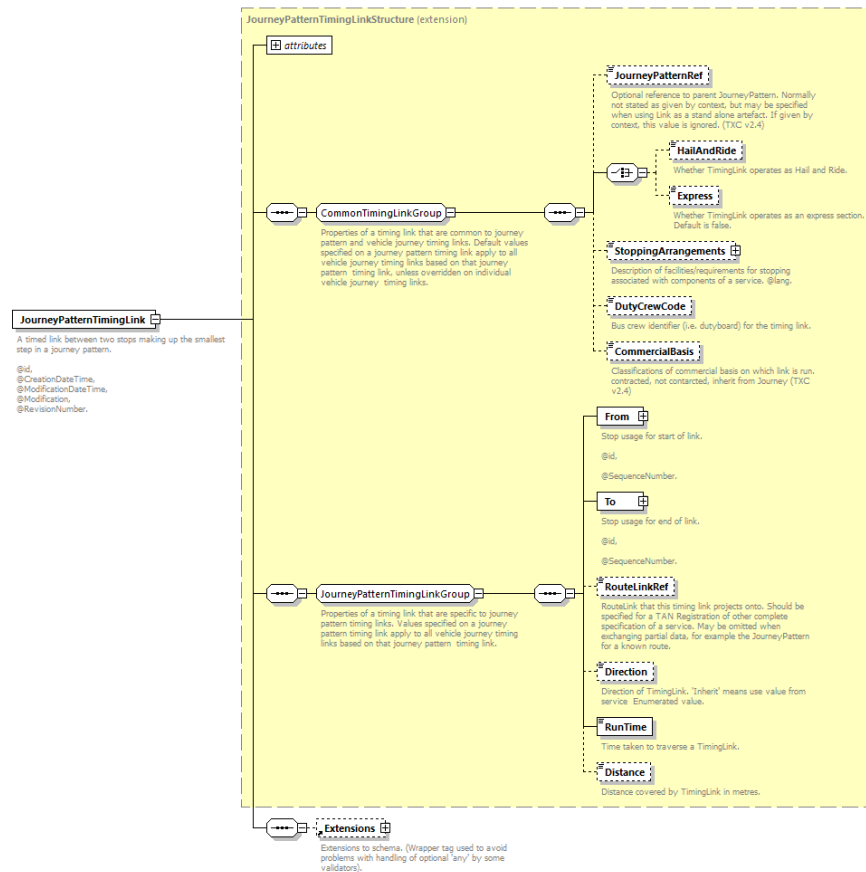 JourneyPatternTimingLinkStructure (extension)
attributes
JourneyPatternRef
Optional reference to parent JourneyPattern. Normally
not stated as given by context, but may be specified
when using Link as a stand alone artefact. If given by
context, this value is ignored. (TXC v2.4)
HailAndRide
Whether TimingLink operates as Hail and Ride.
Express
Whether TimingLink operates as an express section.
Default is false.
CommonTimingLinkGroup
Properties of a timing link that are common to journey
pattern and vehicle journey timing links. Default values
specified on a journey pattern timing link apply to all
vehicle journey timing links based on that journey
pattern timing link, unless overridden on individual
vehicle journey timing links.
StoppingArrangements
Description of facilities/requirements for stopping
associated with components of a service. @lang.
DutyCrewCode
Bus crew identifier (i.e. dutyboard) for the timing link.
CommercialBasis
Classifications of commercial basis on which link is run.
contracted, not contarcted, inherit from Journey (TXC
v2.4)
JourneyPatternTimingLink
A timed link between two stops making up the smallest
step in a journey pattern.
@id,
@CreationDateTime,
@ModificationDateTime,
@Modification,
@RevisionNumber.
From
Stop usage for start of link.
@id,
@SequenceNumber.
To
Stop usage for end of link.
@id,
@SequenceNumber.
JourneyPatternTimingLinkGroup
Properties of a timing link that are specific to journey
pattern timing links. Values specified on a journey
pattern timing link apply to all vehicle journey timing
links based on that journey pattern timing link.
RouteLinkRef
RouteLink that this timing link projects onto. Should be
specified for a TAN Registration of other complete
specification of a service. May be omitted when
exchanging partial data, for example the JourneyPattern
for a known route.
Direction
Direction of TimingLink, 'Inherit' means use value from
service Enumerated value.
RunTime
Time taken to traverse a TimingLink.
Distance
Distance covered by TimingLink in metres.
Extensions
Extensions to schema. (Wrapper tag used to avoid
problems with handling of optional 'any' by some
validators).